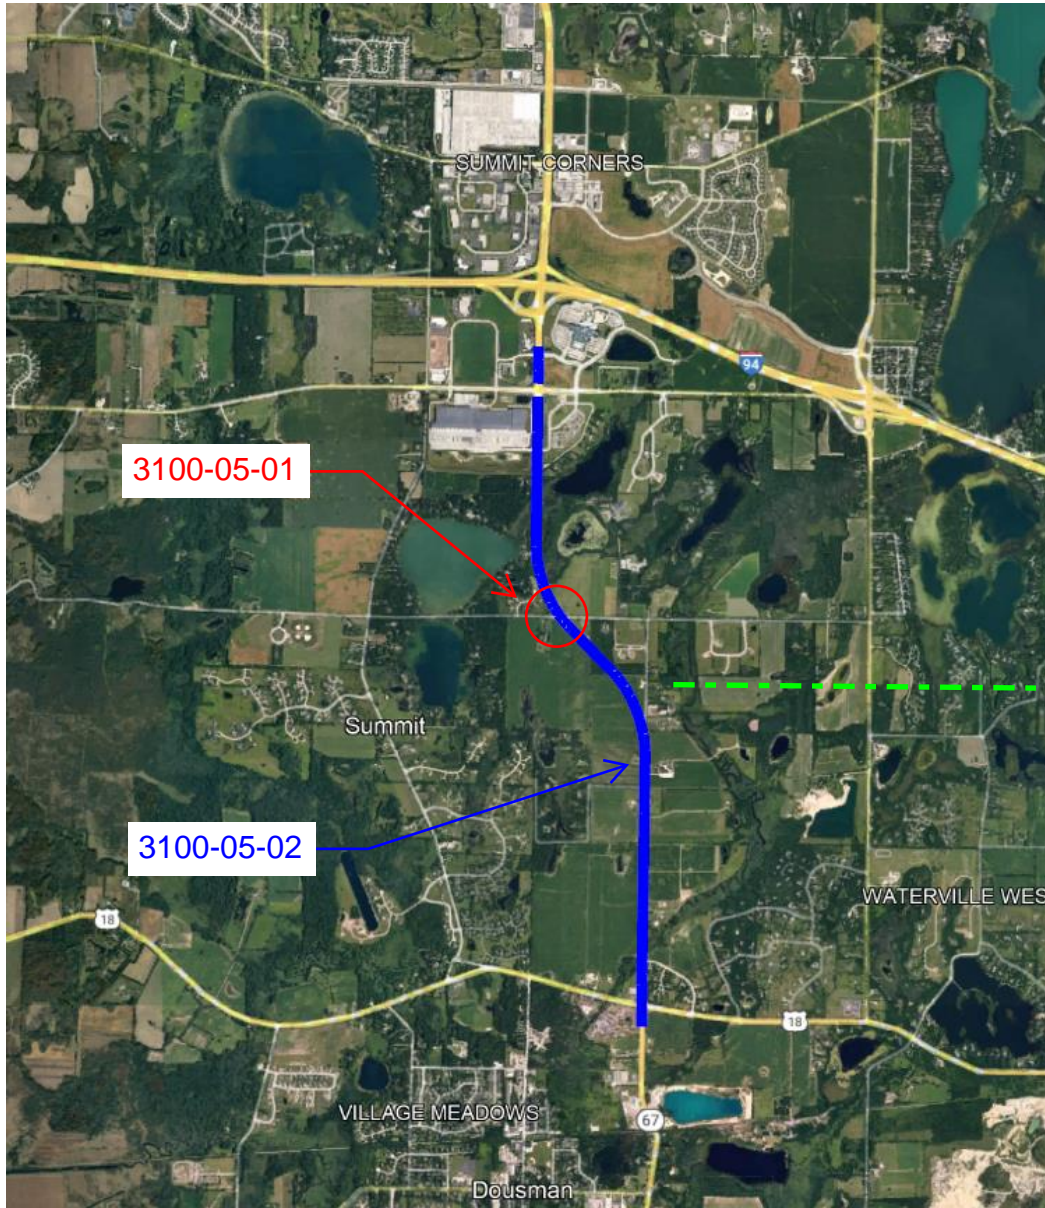 SUMMIT CORNERS
94
3100-05-01
Summit
3100-05-02
WATERVILLE WES
18
18
VILLAGE MEADOWS
67
Dousman